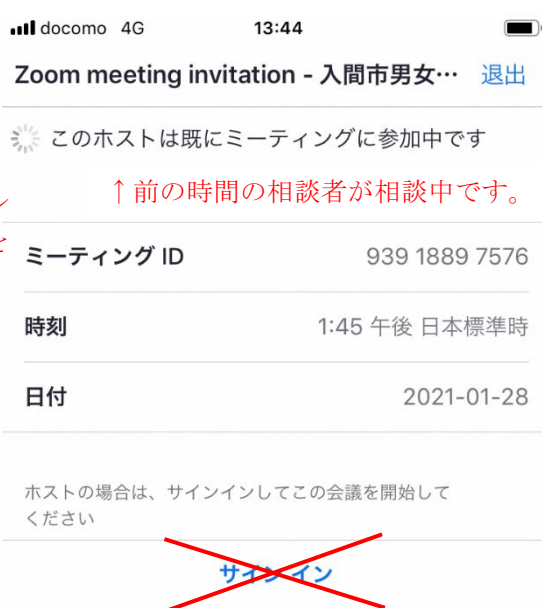 docomo 4G 13:44
Zoom meeting invitation - 入間市男女… 退出
このホストは既にミーティングに参加中です
↑前の時間の相談者が相談中です。
ミーティング ID 939 1889 7576
時刻 1:45 午後 日本標準時
日付 2021-01-28
ホストの場合は、サインインしてこの会議を開始して
ください
サインイン